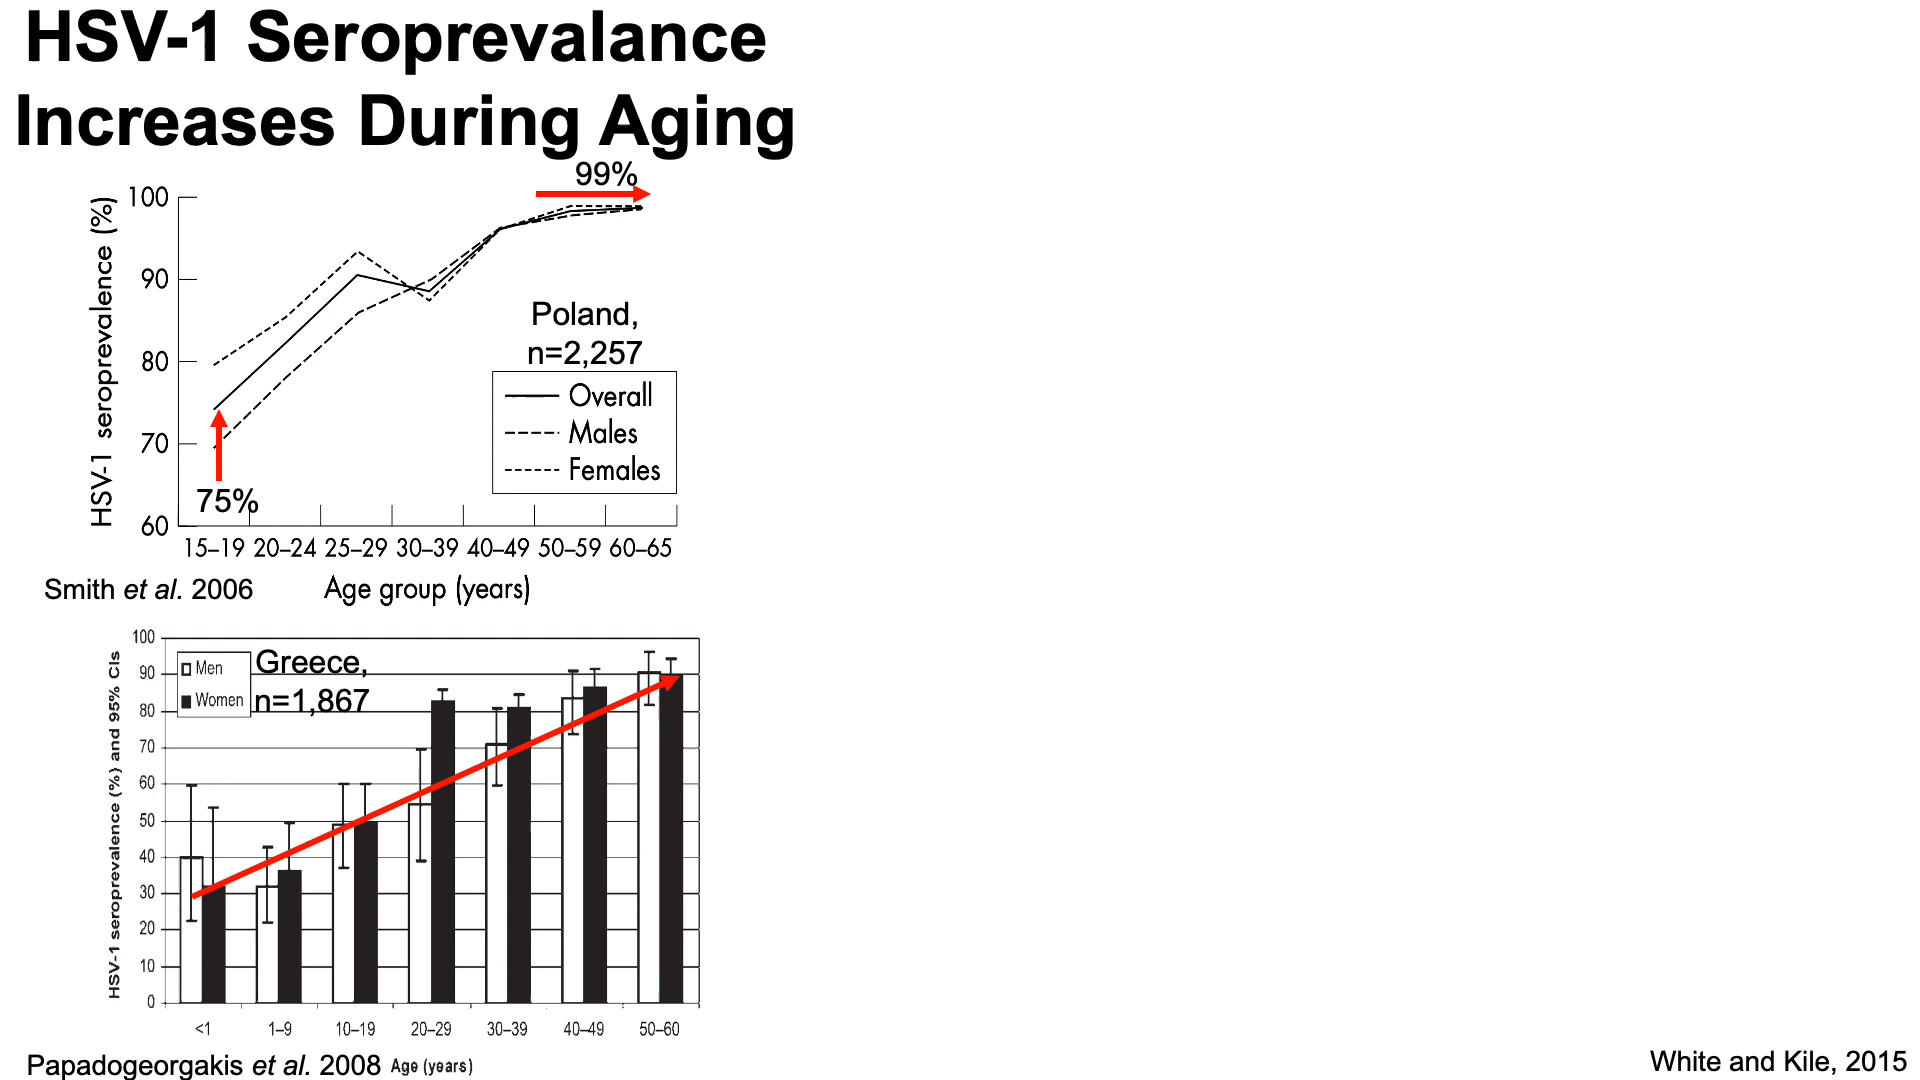 HSV-1 Seroprevalance
Increases During Aging
99%
100
90
80
70
60
HSV-1 seroprevalence (%)
Poland,
n=2,257
Overall
Males
Females
75%
15–19 20–24 25–29 30–39 40–49 50–59 60–65
Smith et al. 2006
Age group (years)
100
90
80
70
60
50
40
30
20
10
0
HSV-1 seroprevalence (%) and 95% CIs
Men
Women
Greece,
n=1,867
<1 1–9 10–19 20–29 30–39 40–49 50–60
Papadogeorgakis et al. 2008
Age (years)
White and Kile, 2015